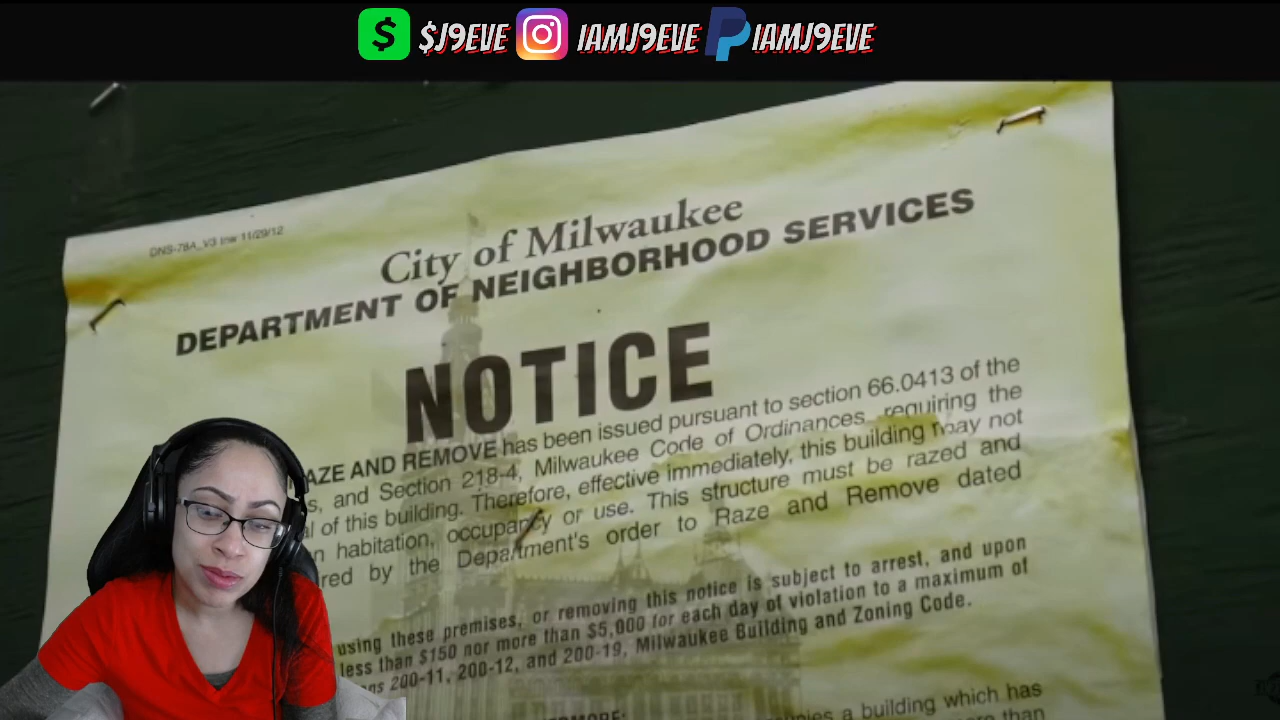 $J9EVE IAMJ9EVE IAMJ9EVE
DNS-78A_V3 tnw 11/29/12
City of Milwaukee
DEPARTMENT OF NEIGHBORHOOD SERVICES
NOTICE
RAZE AND REMOVE has been issued pursuant to section 66.0413 of the
s, and Section 218-4, Milwaukee Code of Ordinances, requiring the
al of this building. Therefore, effective immediately, this building may not
n habitation, occupancy or use. This structure must be razed and
red by the Department's order to Raze and Remove dated
using these premises, or removing this notice is subject to arrest, and upon
less than $150 nor more than $5,000 for each day of violation to a maximum of
ns 200-11, 200-12, and 200-19, Milwaukee Building and Zoning Code.
a building which has
than